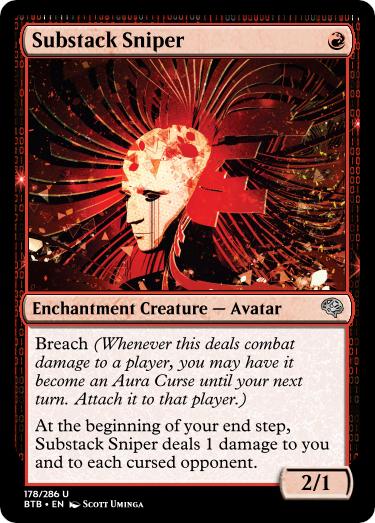 Substack Sniper
Enchantment Creature — Avatar
Breach (Whenever this deals combat
damage to a player, you may have it
become an Aura Curse until your next
turn. Attach it to that player.)
At the beginning of your end step,
Substack Sniper deals 1 damage to you
and to each cursed opponent.
2/1
178/286 U
BTB • EN Scott Uminga